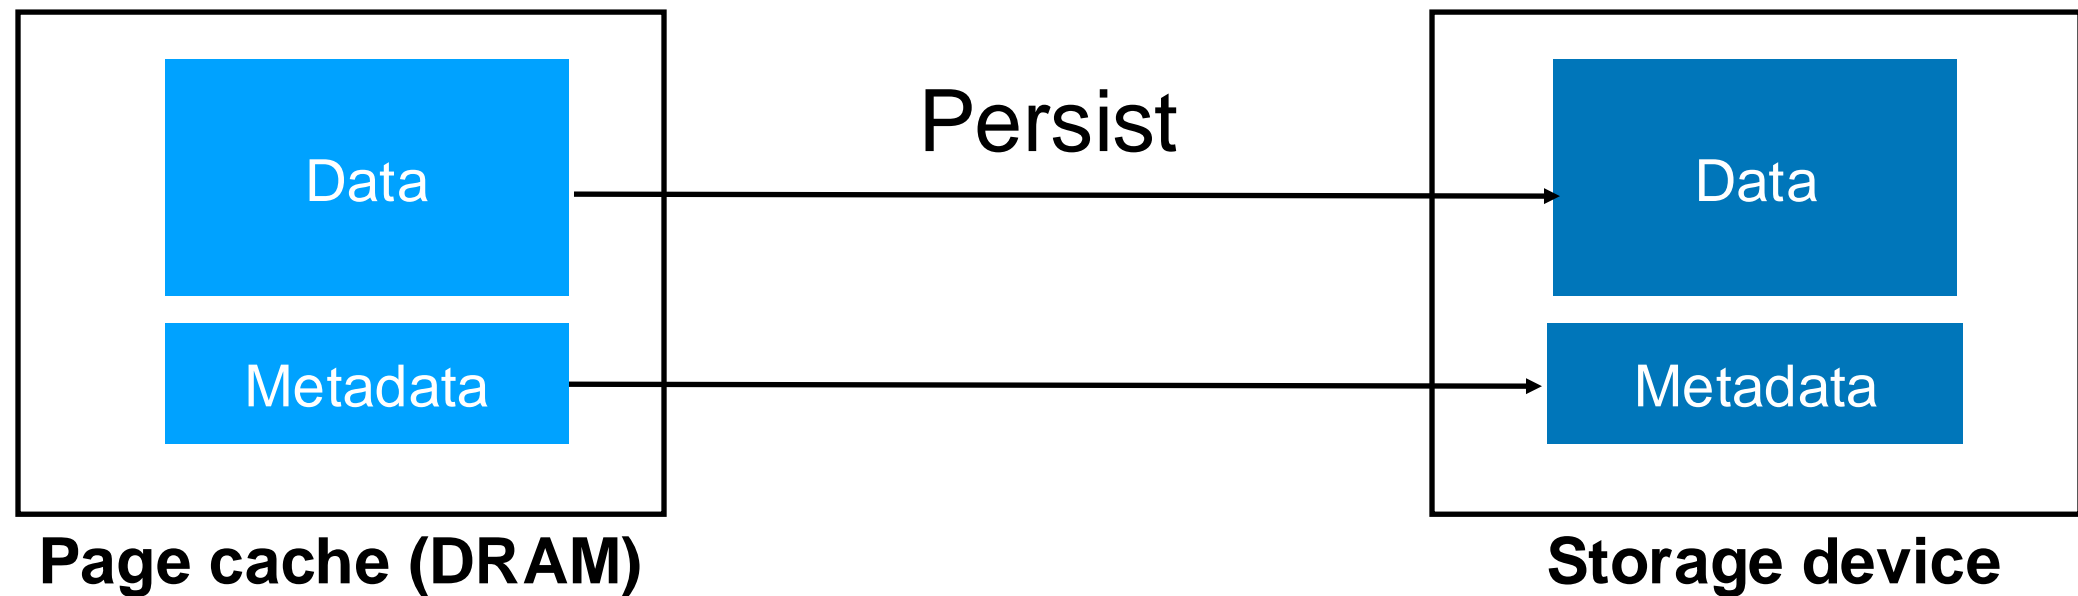 Persist
Data
Data
Metadata
Metadata
Page cache (DRAM)
Storage device